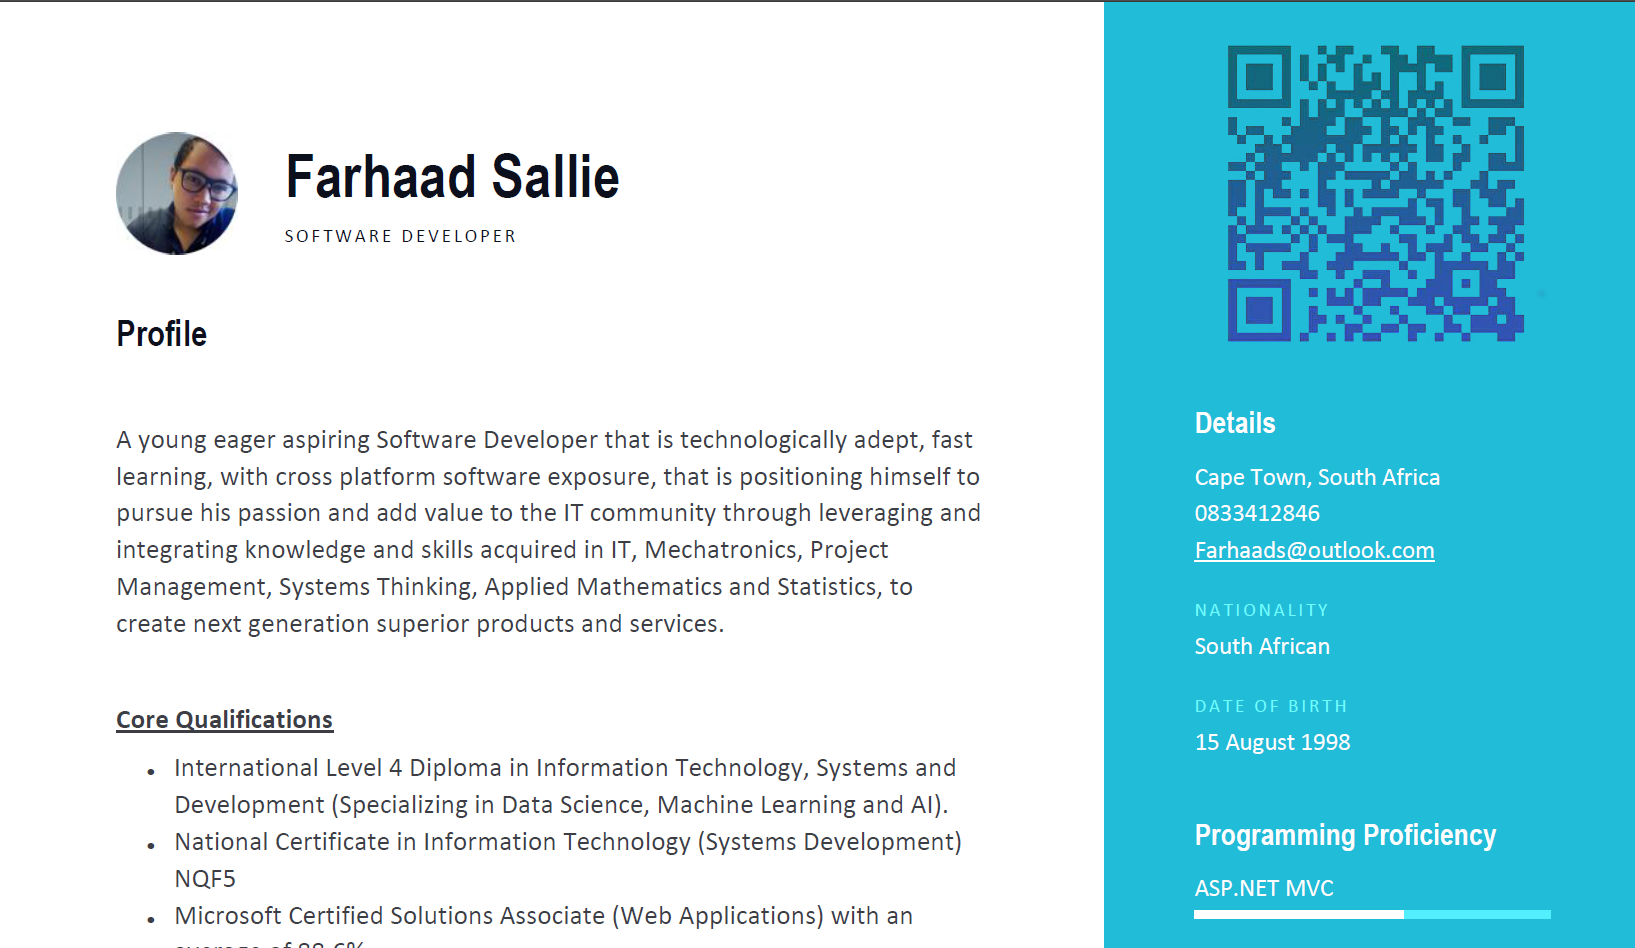 Farhaad Sallie
SOFTWARE DEVELOPER
Profile
A young eager aspiring Software Developer that is technologically adept, fast
learning, with cross platform software exposure, that is positioning himself to
pursue his passion and add value to the IT community through leveraging and
integrating knowledge and skills acquired in IT, Mechatronics, Project
Management, Systems Thinking, Applied Mathematics and Statistics, to
create next generation superior products and services.
Core Qualifications
• International Level 4 Diploma in Information Technology, Systems and
Development (Specializing in Data Science, Machine Learning and AI).
• National Certificate in Information Technology (Systems Development)
NQF5
• Microsoft Certified Solutions Associate (Web Applications) with an
average of
Details
Cape Town, South Africa
0833412846
Farhaads@outlook.com
NATIONALITY
South African
DATE OF BIRTH
15 August 1998
Programming Proficiency
ASP.NET MVC